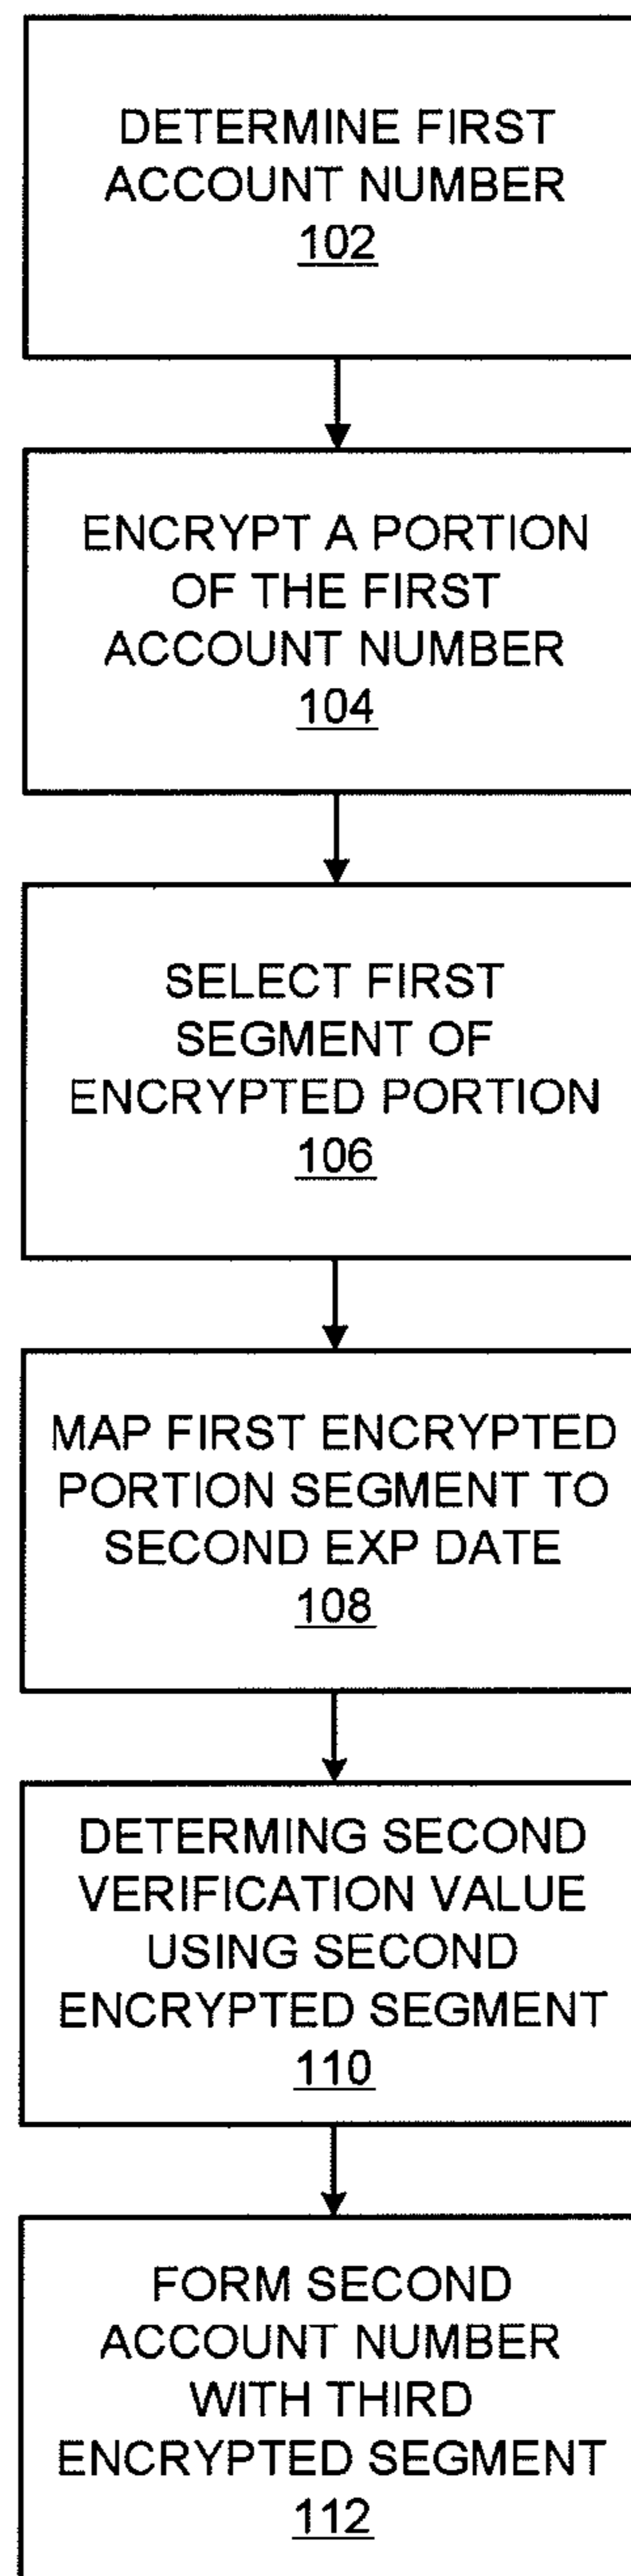 DETERMINE FIRST
ACCOUNT NUMBER
102
ENCRYPT A PORTION
OF THE FIRST
ACCOUNT NUMBER
104
SELECT FIRST
SEGMENT OF
ENCRYPTED PORTION
106
MAP FIRST ENCRYPTED
PORTION SEGMENT TO
SECOND EXP DATE
108
DETERMING SECOND
VERIFICATION VALUE
USING SECOND
ENCRYPTED SEGMENT
110
FORM SECOND
ACCOUNT NUMBER
WITH THIRD
ENCRYPTED SEGMENT
112